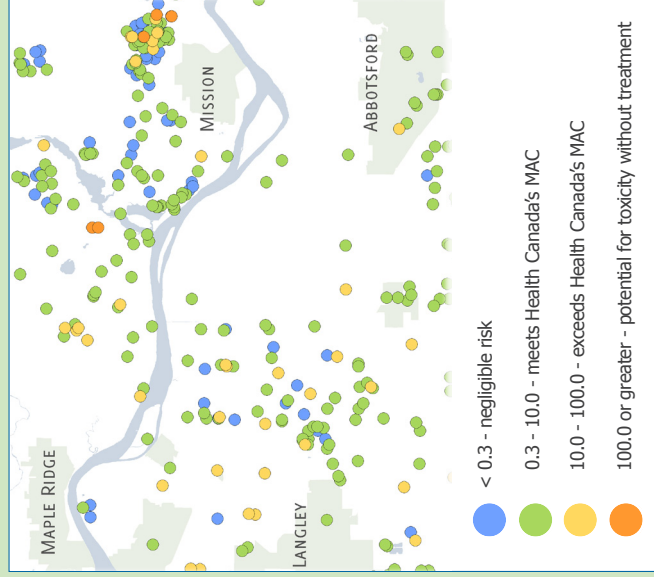 MISSION
ABBOTSFORD
MAPLE RIDGE
LANGLEY
< 0.3 - negligible risk
0.3 - 10.0 - meets Health Canada's MAC
10.0 - 100.0 - exceeds Health Canada's MAC
100.0 or greater - potential for toxicity without treatment